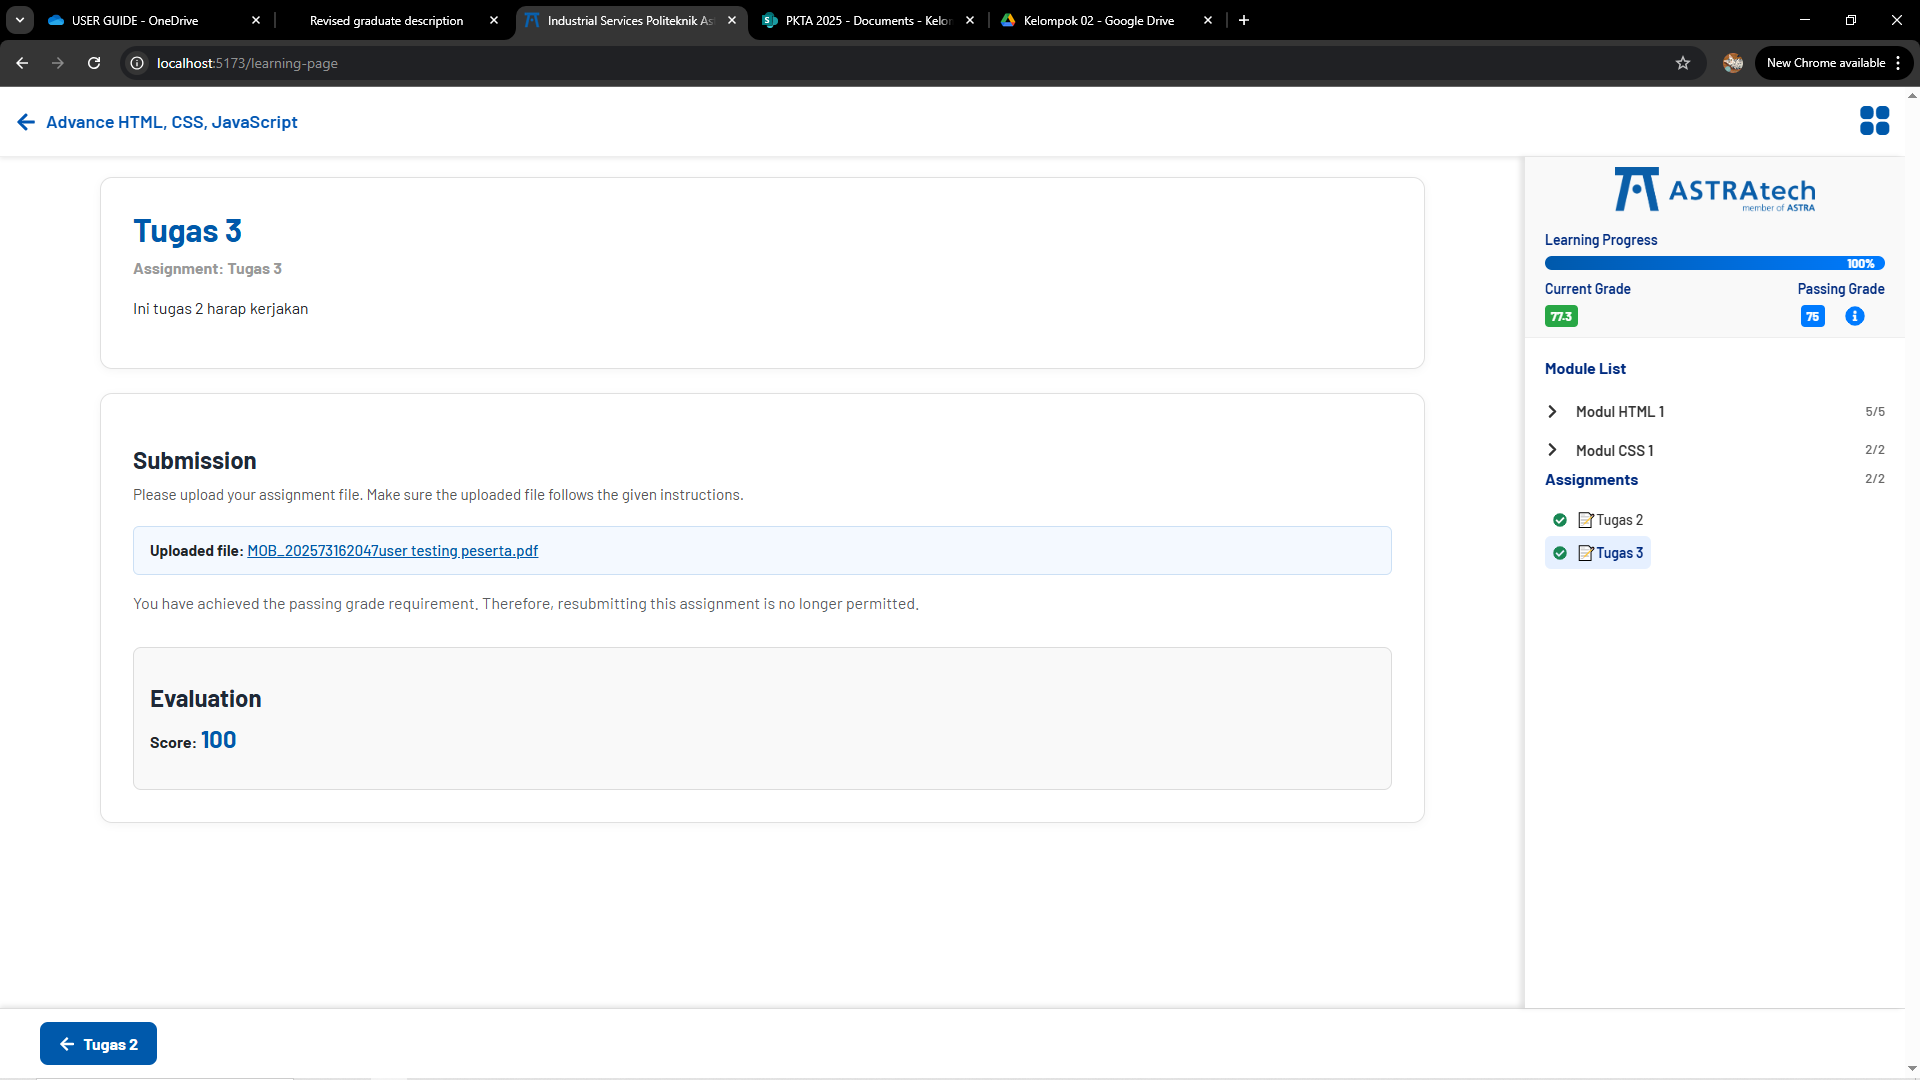 USER GUIDE - OneDrive
Revised graduate description
Industrial Services Politeknik As
PKTA 2025 - Documents - Kelom
Kelompok 02 - Google Drive
localhost:5173/learning-page
New Chrome available
Advance HTML, CSS, JavaScript
Tugas 3
Assignment: Tugas 3
Ini tugas 2 harap kerjakan
Submission
Please upload your assignment file. Make sure the uploaded file follows the given instructions.
Uploaded file: MOB_202573162047user testing peserta.pdf
You have achieved the passing grade requirement. Therefore, resubmitting this assignment is no longer permitted.
Evaluation
Score: 100
Tugas 2
ASTRAtech
member of ASTRA
Learning Progress
100%
Current Grade
Passing Grade
77.3
75
Module List
Modul HTML 1
5/5
Modul CSS 1
2/2
Assignments
2/2
Tugas 2
Tugas 3